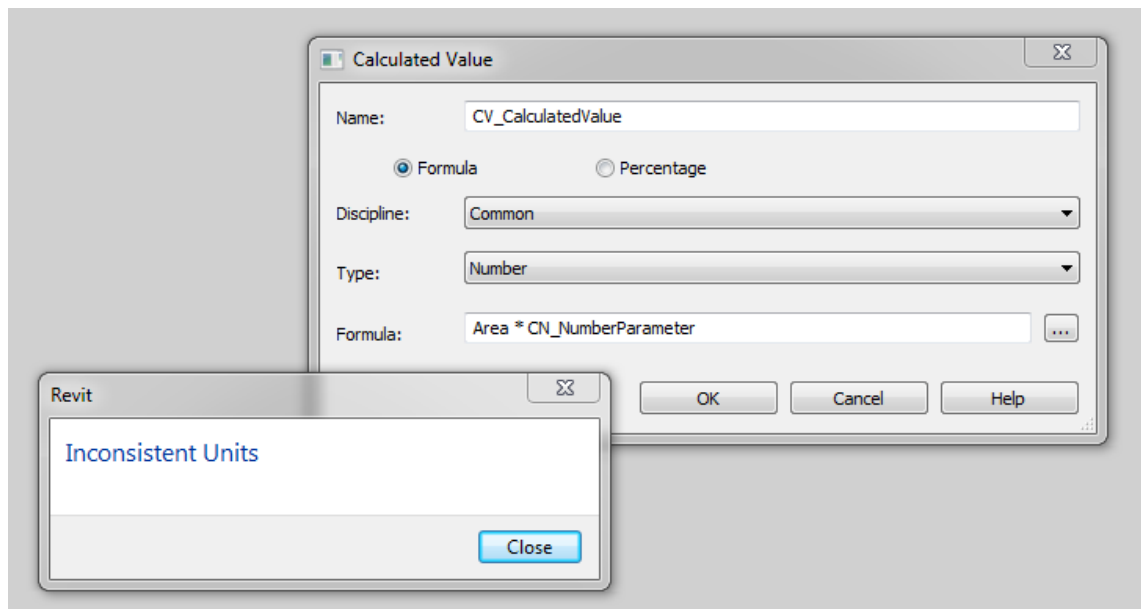 Calculated Value
Name: CV_CalculatedValue
Formula Percentage
Discipline: Common
Type: Number
Formula: Area * CN_NumberParameter ...
OK Cancel Help
Revit
Inconsistent Units
Close